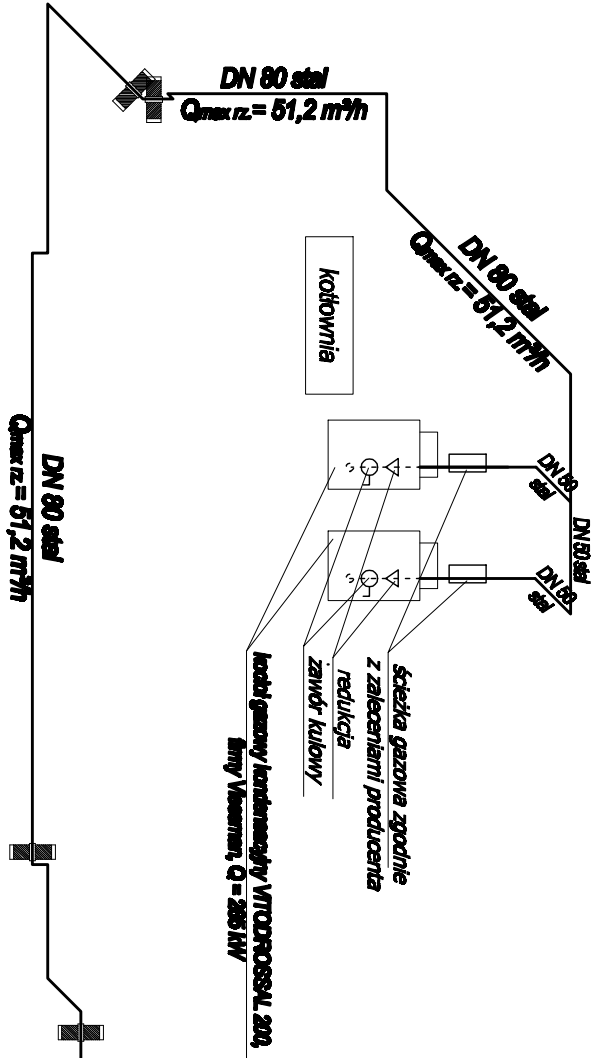 DN 80 stal
Qmax rz.= 51,2 m³/h
DN 80 stal
Qmax rz.= 51,2 m³/h
kotłownia
DN 50
stal
DN 50 stal
DN 50
stal
ścieżka gazowa zgodnie
z zaleceniami producenta
redukcja
zawór kulowy
kocioł gazowy kondensacyjny VITOCROSSAL 200,
firmy Viessman, Q = 285 kW
DN 80 stal
Qmax rz.= 51,2 m³/h